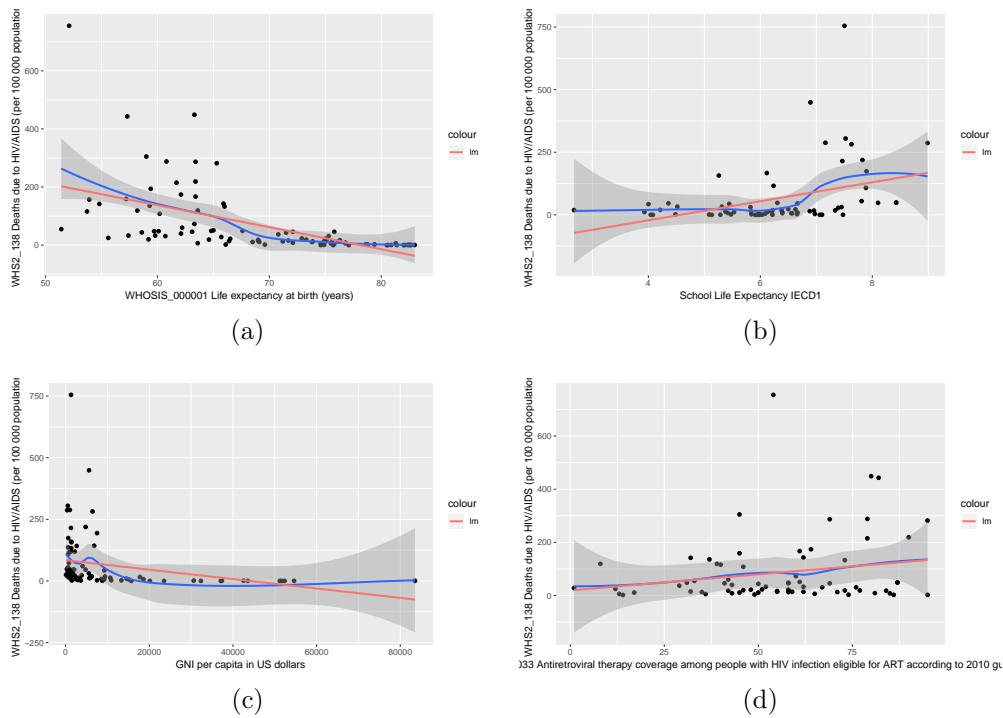 WHS2_138 Deaths due to HIV/AIDS (per 100 000 population
600
400
200
0
50
60
70
80
WHOSIS_000001 Life expectancy at birth (years)
colour
lm
(a)
WHS2_138 Deaths due to HIV/AIDS (per 100 000 population
750
500
250
0
4
6
8
School Life Expectancy IECD1
colour
lm
(b)
WHS2_138 Deaths due to HIV/AIDS (per 100 000 population
750
500
250
0
−250
0
20000
40000
60000
80000
GNI per capita in US dollars
colour
lm
(c)
WHS2_138 Deaths due to HIV/AIDS (per 100 000 population
600
400
200
0
0
25
50
75
033 Antiretroviral therapy coverage among people with HIV infection eligible for ART according to 2010 gu
colour
lm
(d)